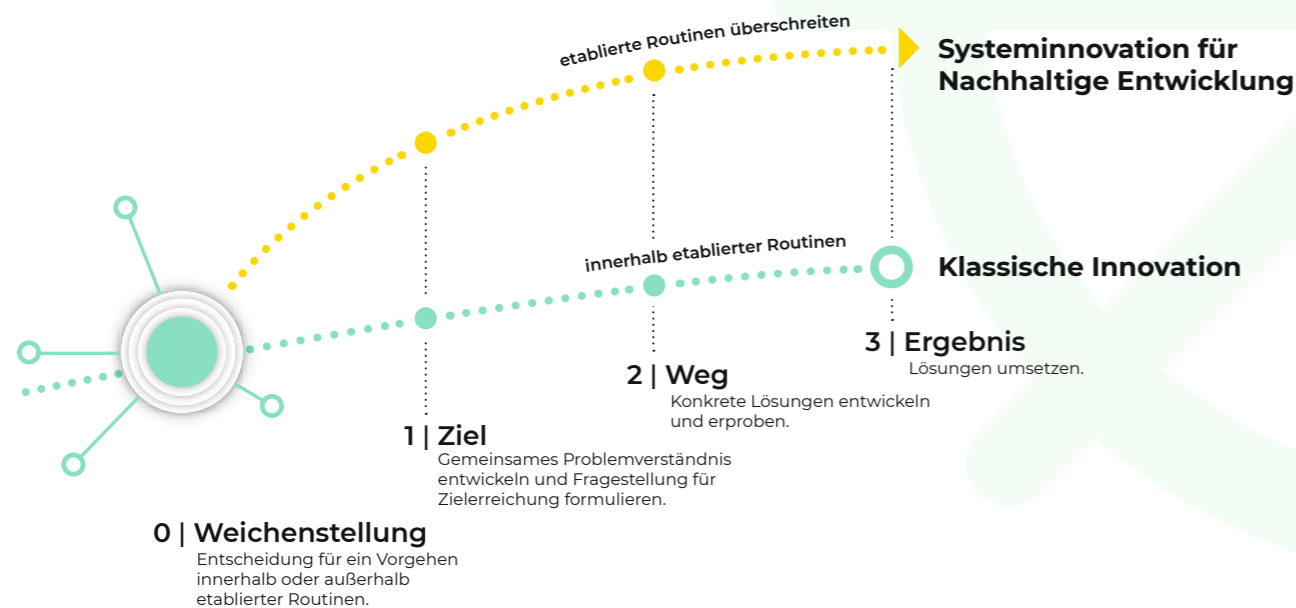 etablierte Routinen überschreiten
Systeminnovation für
Nachhaltige Entwicklung
innerhalb etablierter Routinen
Klassische Innovation
3 | Ergebnis
Lösungen umsetzen.
2 | Weg
Konkrete Lösungen entwickeln
und erproben.
1 | Ziel
Gemeinsames Problemverständnis
entwickeln und Fragestellung für
Zielerreichung formulieren.
0 | Weichenstellung
Entscheidung für ein Vorgehen
innerhalb oder außerhalb
etablierter Routinen.